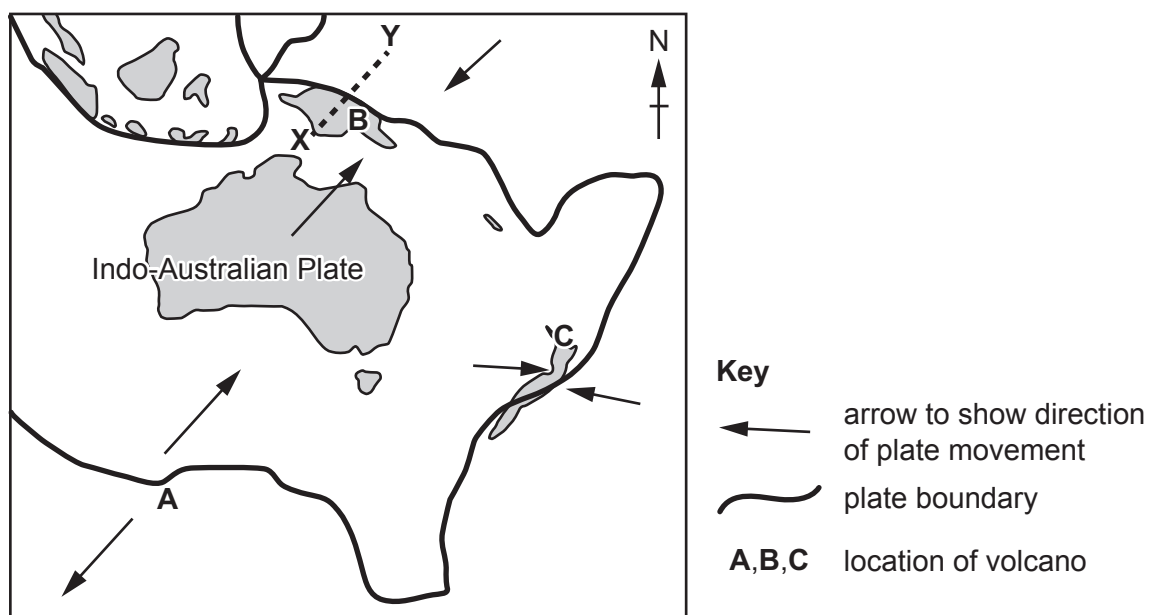 Y
N
B
X
Indo-Australian Plate
C
A
Key
arrow to show direction
of plate movement
plate boundary
A,B,C location of volcano